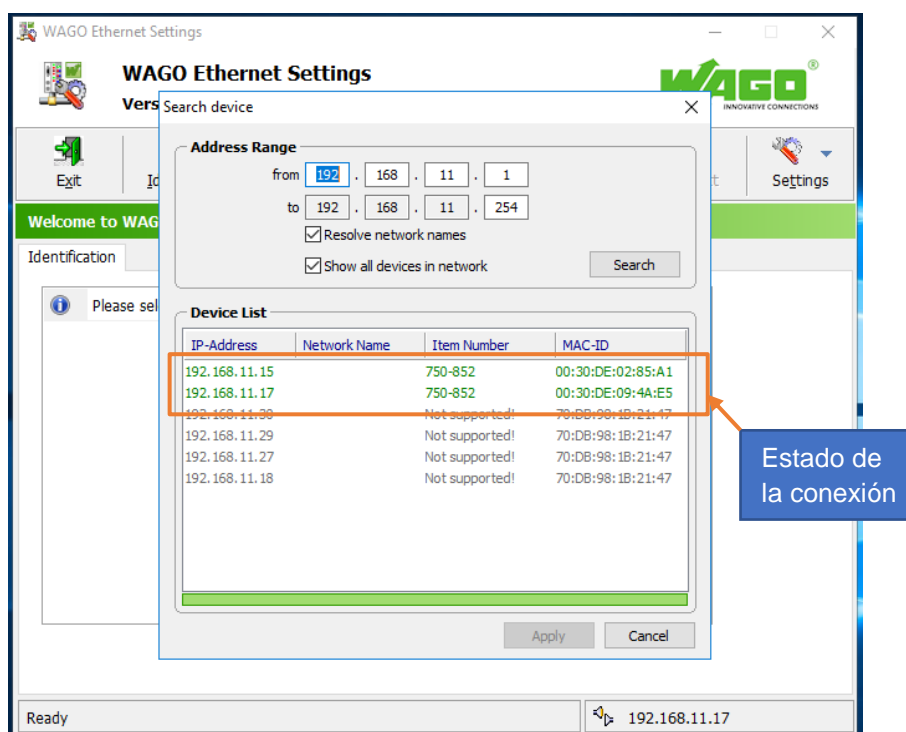 WAGO Ethernet Settings
WAGO Ethernet Settings
Vers
WAGO
®
INNOVATIVE CONNECTIONS
Search device
Exit
Id
t
Settings
Welcome to WAG
Identification
Please sel
Address Range
from 192 . 168 . 11 . 1
to 192 . 168 . 11 . 254
Resolve network names
Show all devices in network
Search
Device List
IP-Address Network Name Item Number MAC-ID
192.168.11.15 750-852 00:30:DE:02:85:A1
192.168.11.17 750-852 00:30:DE:09:4A:E5
192.168.11.30 Not supported! 70:DB:98:1B:21:47
192.168.11.29 Not supported! 70:DB:98:1B:21:47
192.168.11.27 Not supported! 70:DB:98:1B:21:47
192.168.11.18 Not supported! 70:DB:98:1B:21:47
Estado de
la conexión
Apply
Cancel
Ready
192.168.11.17